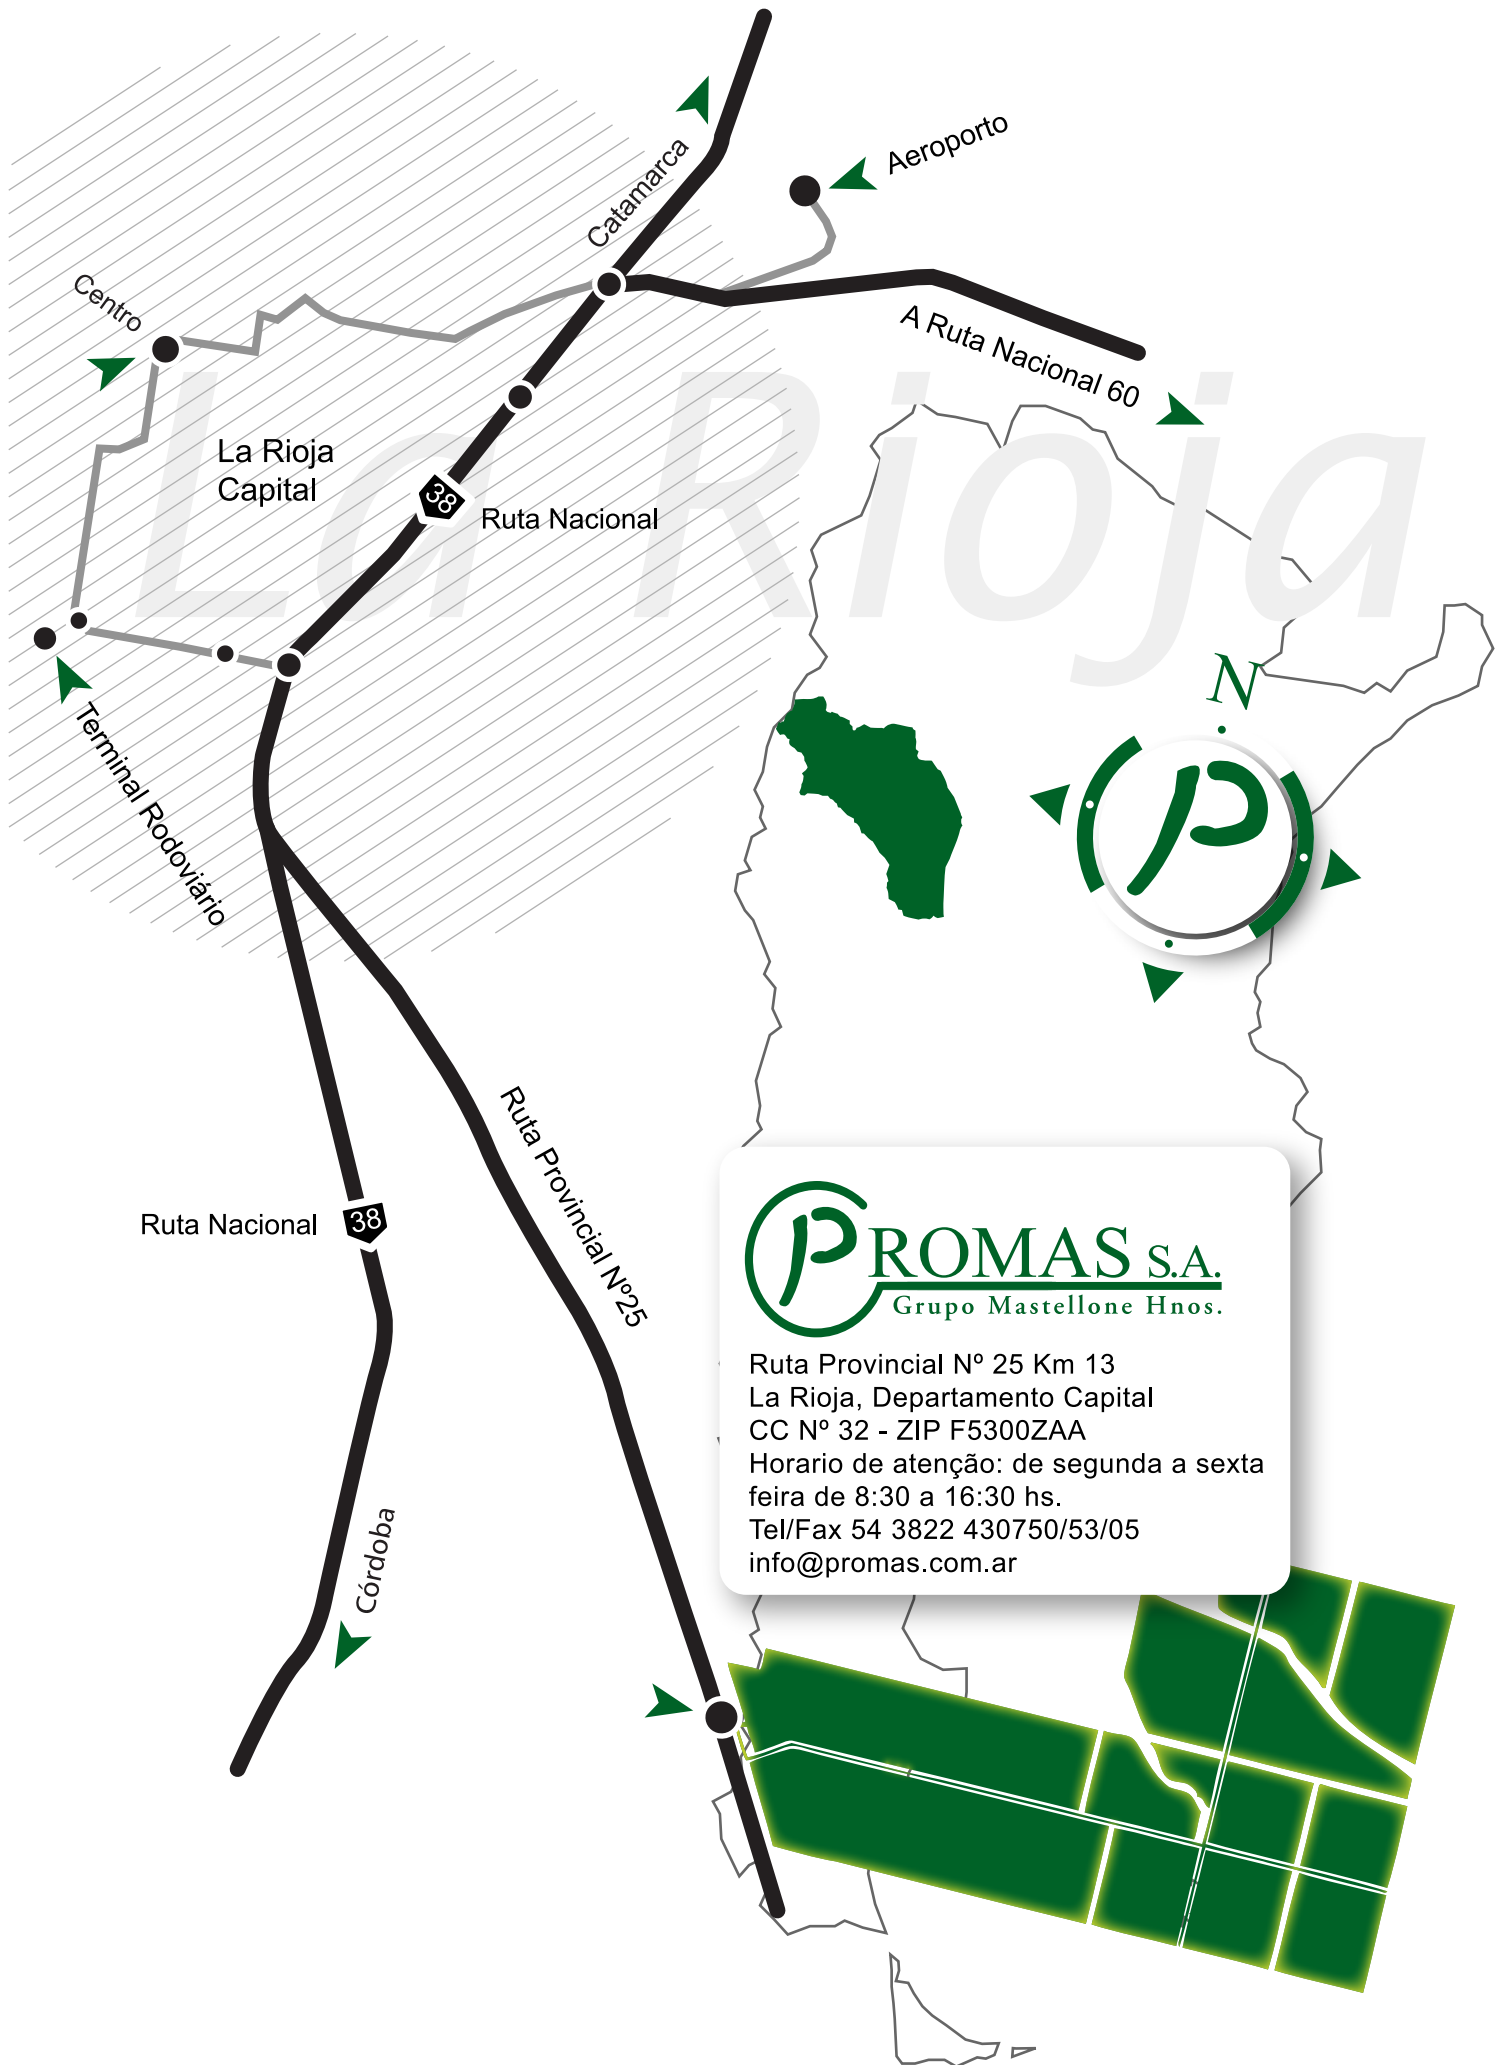 Aeroporto
Catamarca
Centro
A Ruta Nacional 60
La Rioja
La Rioja
Capital
38
Ruta Nacional
N
P
Terminal Rodoviário
Ruta Provincial Nº25
Ruta Nacional
38
PROMAS S.A.
Grupo Mastellone Hnos.
Ruta Provincial Nº 25 Km 13
La Rioja, Departamento Capital
CC Nº 32 - ZIP F5300ZAA
Horario de atenção: de segunda a sexta
feira de 8:30 a 16:30 hs.
Tel/Fax 54 3822 430750/53/05
info@promas.com.ar
Córdoba